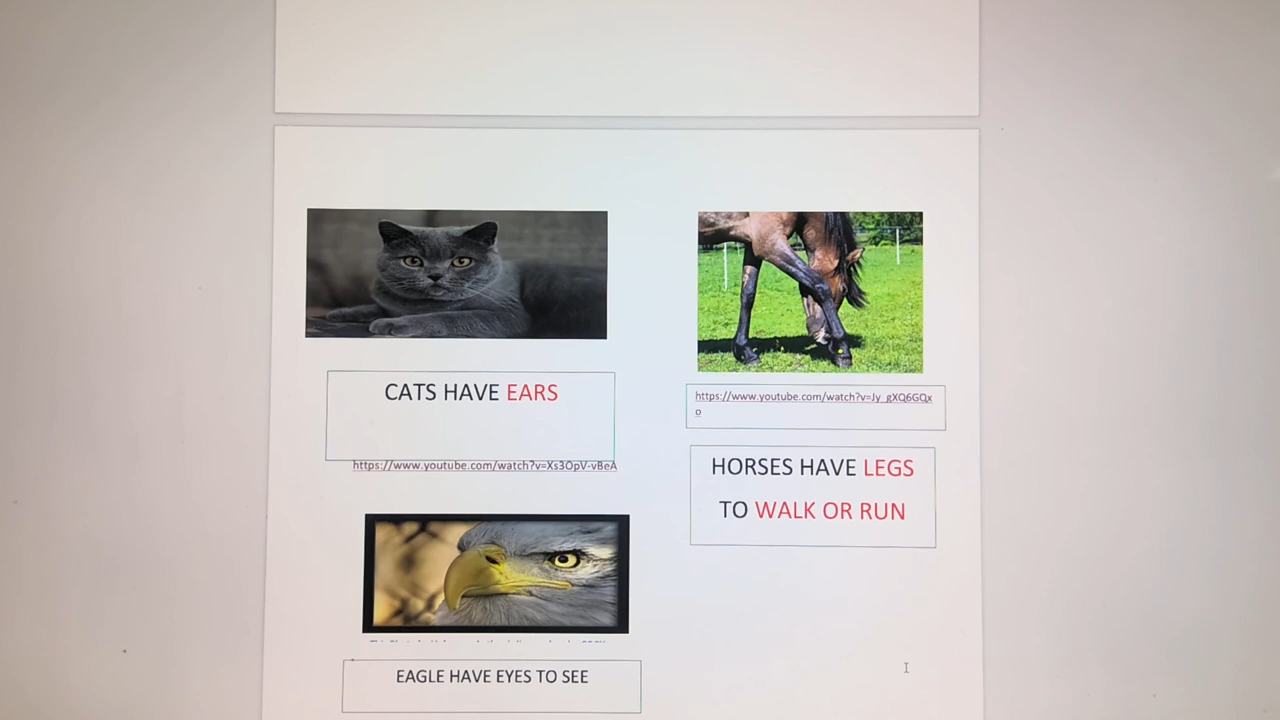 CATS HAVE EARS
https://www.youtube.com/watch?v=Xs3OpV-vBeA
https://www.youtube.com/watch?v=Jy_gXQ6GQx
o
HORSES HAVE LEGS
TO WALK OR RUN
EAGLE HAVE EYES TO SEE